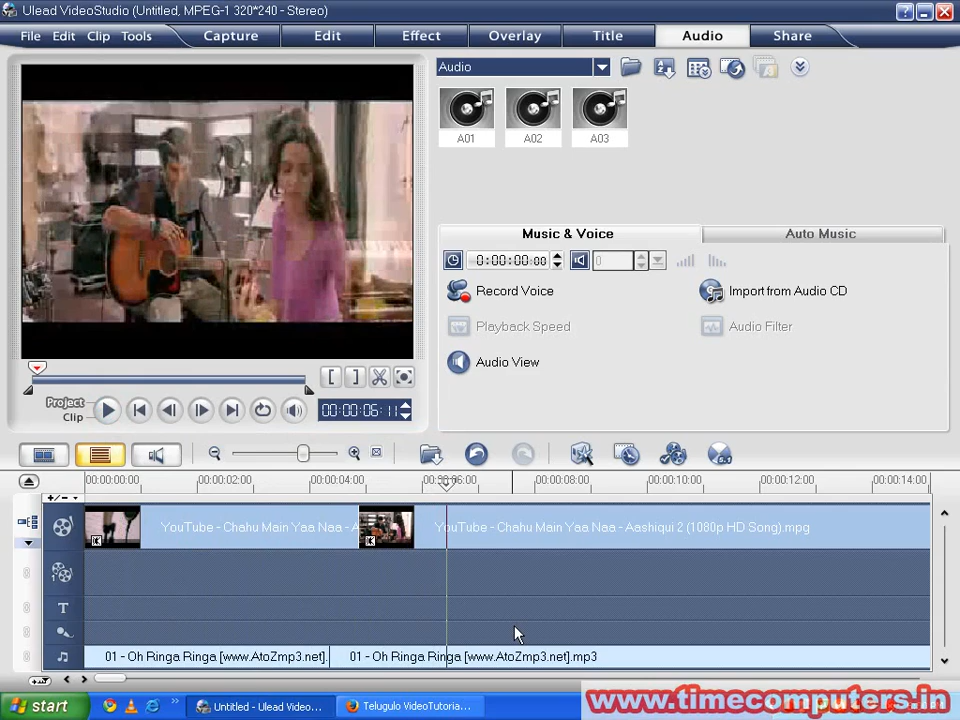 Ulead VideoStudio (Untitled, MPEG-1 320*240 - Stereo)
File Edit Clip Tools Capture Edit Effect Overlay Title Audio Share
Audio
A01 A02 A03
Music & Voice Auto Music
0:00:00:00 0
Record Voice Import from Audio CD
Playback Speed Audio Filter
Audio View
Project
Clip
00:00:06:11
00:00:00:00 00:00:02:00 00:00:04:00 00:00:06:00 00:00:08:00 00:00:10:00 00:00:12:00 00:00:14:00
YouTube - Chahu Main Yaa Naa - A YouTube - Chahu Main Yaa Naa - Aashiqui 2 (1080p HD Song).mpg
T
01 - Oh Ringa Ringa [www.AtoZmp3.net]. 01 - Oh Ringa Ringa [www.AtoZmp3.net].mp3
start Untitled - Ulead Video... Telugulo VideoTutoria...
www.timecomputers.in